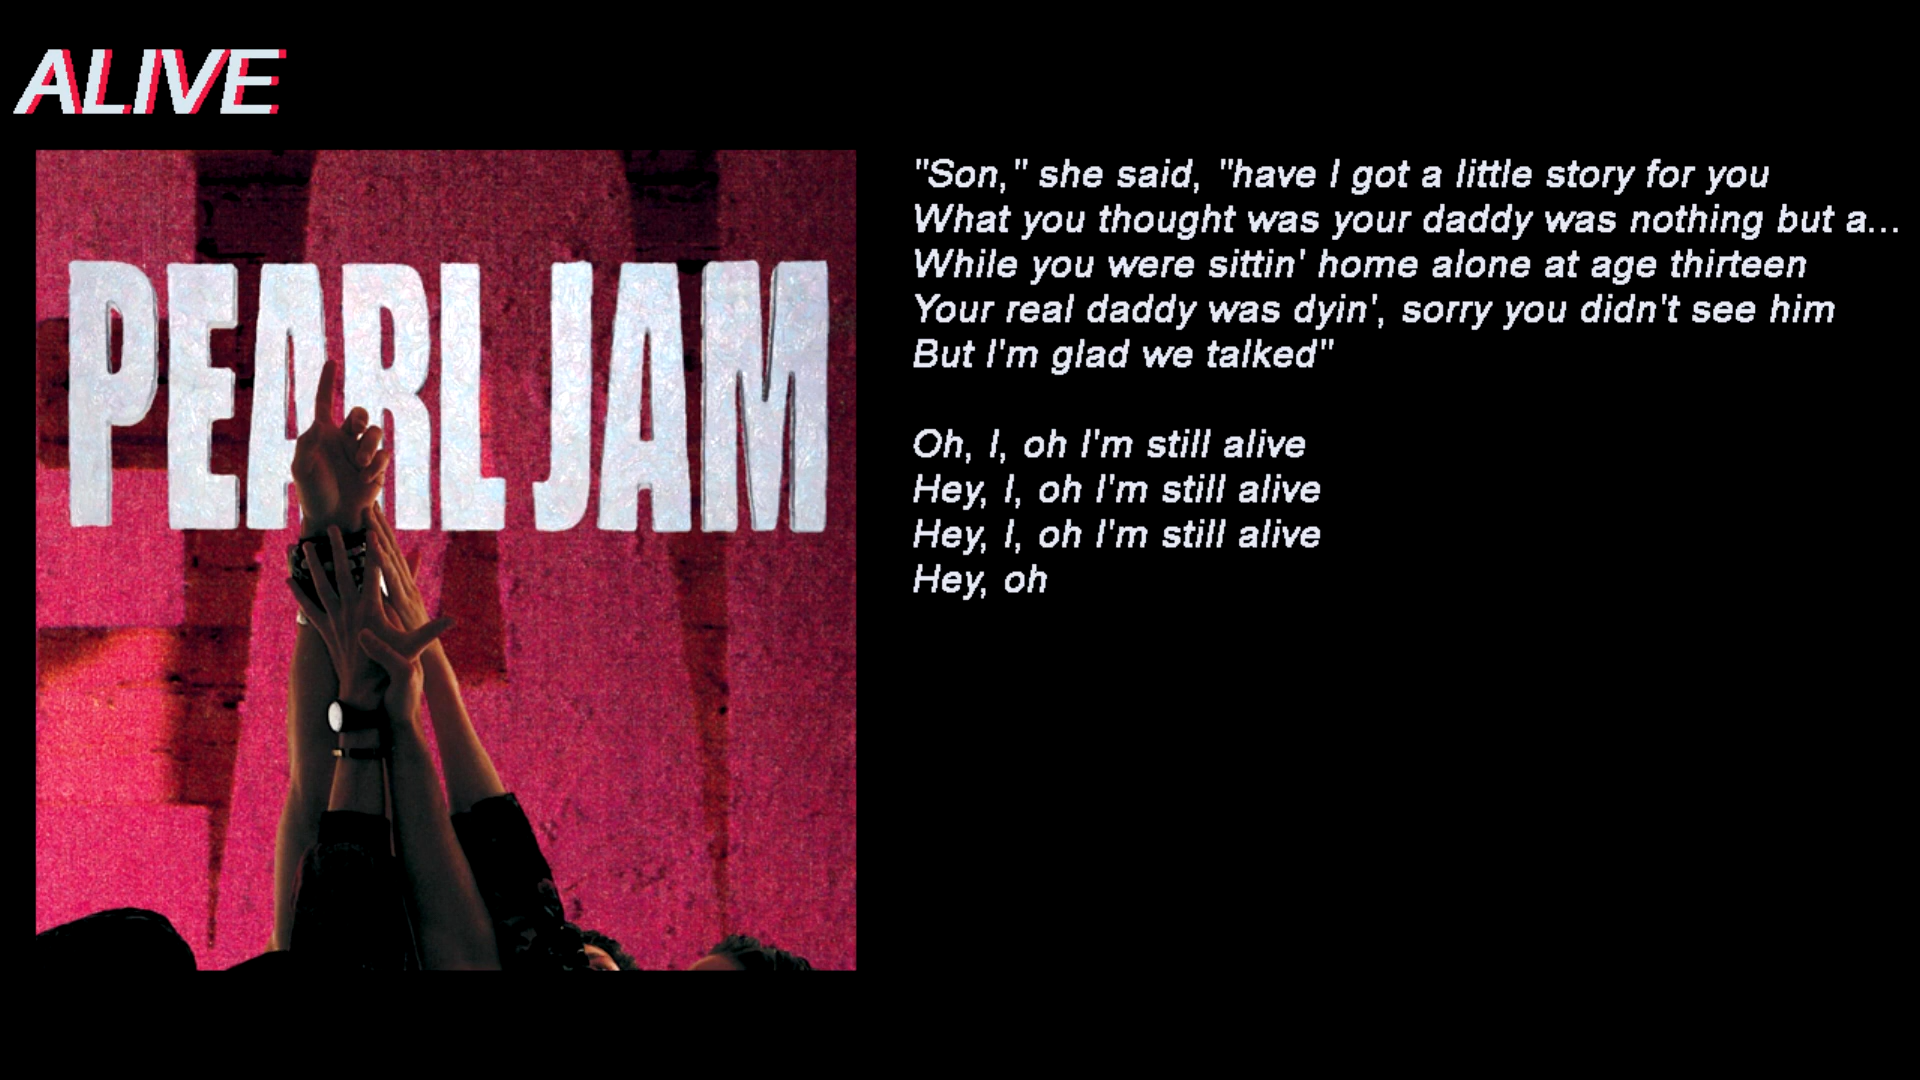 ALIVE
PEARL JAM
"Son," she said, "have I got a little story for you
What you thought was your daddy was nothing but a...
While you were sittin' home alone at age thirteen
Your real daddy was dyin', sorry you didn't see him
But I'm glad we talked"
Oh, I, oh I'm still alive
Hey, I, oh I'm still alive
Hey, I, oh I'm still alive
Hey, oh